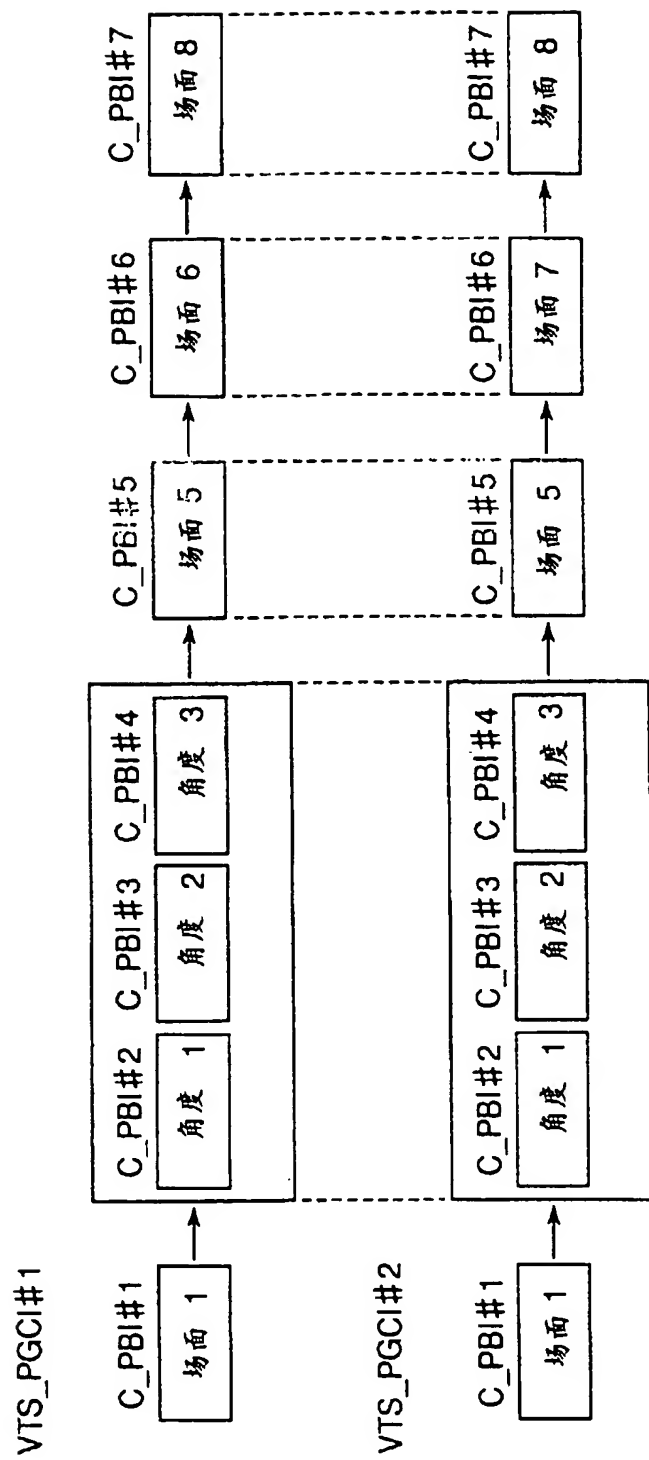 VTS_PGCI#1
C_PBI#1
场面 1
C_PBI#2
角度 1
C_PBI#3
角度 2
C_PBI#4
角度 3
C_PBI#5
场面 5
C_PBI#6
场面 6
C_PBI#7
场面 8
VTS_PGCI#2
C_PBI#1
场面 1
C_PBI#2
角度 1
C_PBI#3
角度 2
C_PBI#4
角度 3
C_PBI#5
场面 5
C_PBI#6
场面 7
C_PBI#7
场面 8